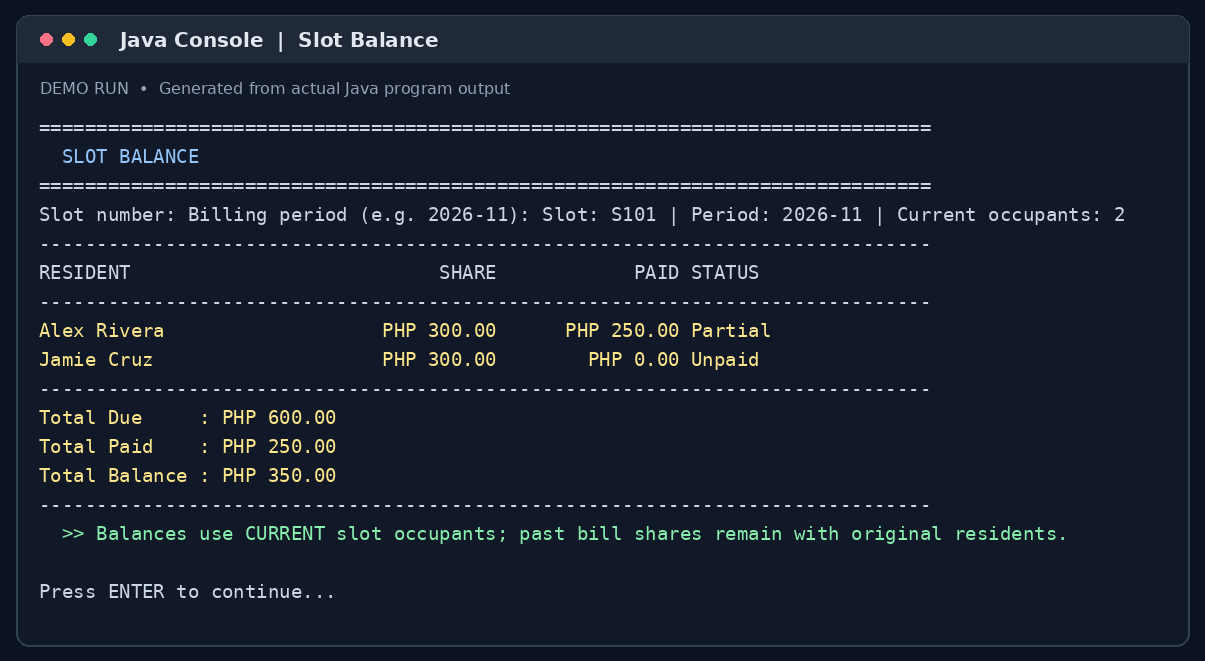 Java Console | Slot Balance
DEMO RUN • Generated from actual Java program output
==============================================================================
  SLOT BALANCE
==============================================================================
Slot number: Billing period (e.g. 2026-11): Slot: S101 | Period: 2026-11 | Current occupants: 2
------------------------------------------------------------------------------
RESIDENT                           SHARE            PAID STATUS
------------------------------------------------------------------------------
Alex Rivera                   PHP 300.00      PHP 250.00 Partial
Jamie Cruz                    PHP 300.00        PHP 0.00 Unpaid
------------------------------------------------------------------------------
Total Due     : PHP 600.00
Total Paid    : PHP 250.00
Total Balance : PHP 350.00
------------------------------------------------------------------------------
  >> Balances use CURRENT slot occupants; past bill shares remain with original residents.
Press ENTER to continue...